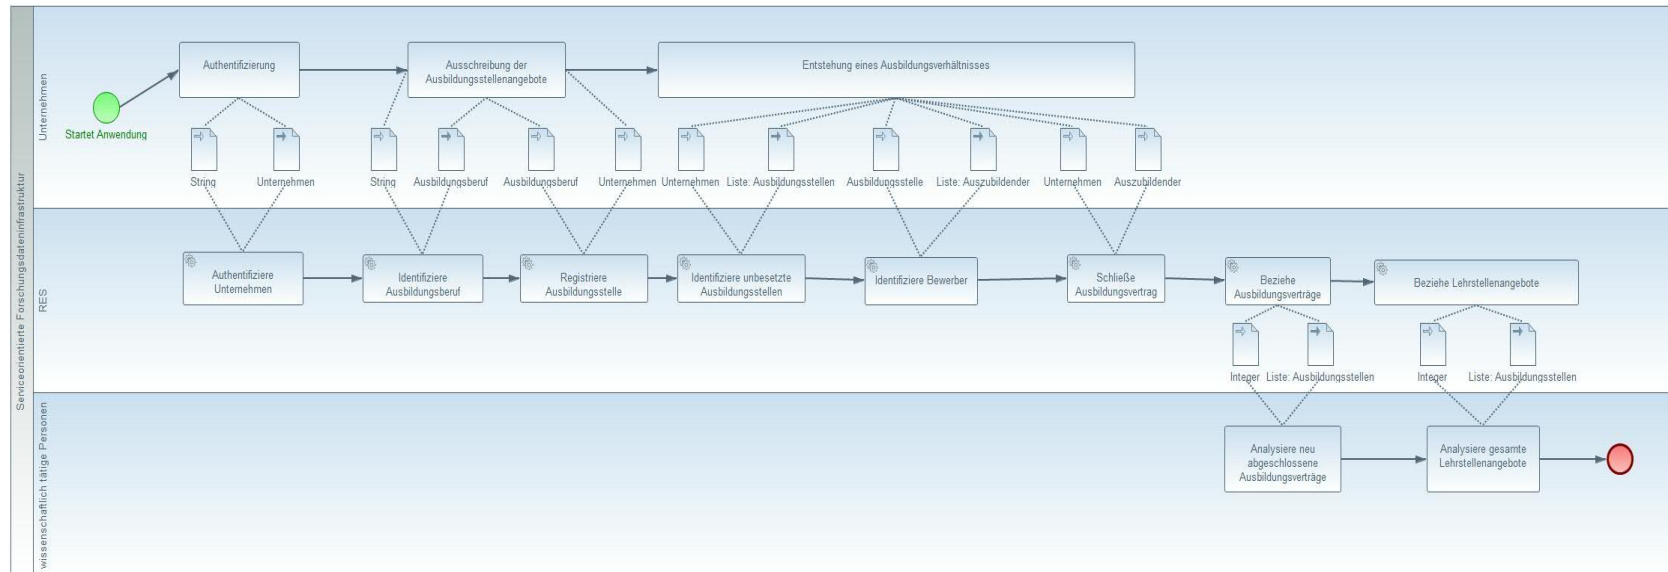 Serviceorientierte Forschungsdateninfrastruktur
Unternehmen
Startet Anwendung
Authentifizierung
Ausschreibung der
Ausbildungsstellenangebote
Entstehung eines Ausbildungsverhältnisses
String
Unternehmen
String
Ausbildungsberuf
Ausbildungsberuf
Unternehmen
Unternehmen
Liste: Ausbildungsstellen
Ausbildungsstelle
Liste: Auszubildender
Unternehmen
Auszubildender
RES
Authentifiziere
Unternehmen
Identifiziere
Ausbildungsberuf
Registriere
Ausbildungsstelle
Identifiziere unbesetzte
Ausbildungsstellen
Identifiziere Bewerber
Schließe
Ausbildungsvertrag
Beziehe
Ausbildungsverträge
Beziehe Lehrstellenangebote
Integer
Liste: Ausbildungsstellen
Integer
Liste: Ausbildungsstellen
wissenschaftlich tätige Personen
Analysiere neu
abgeschlossene
Ausbildungsverträge
Analysiere gesamte
Lehrstellenangebote